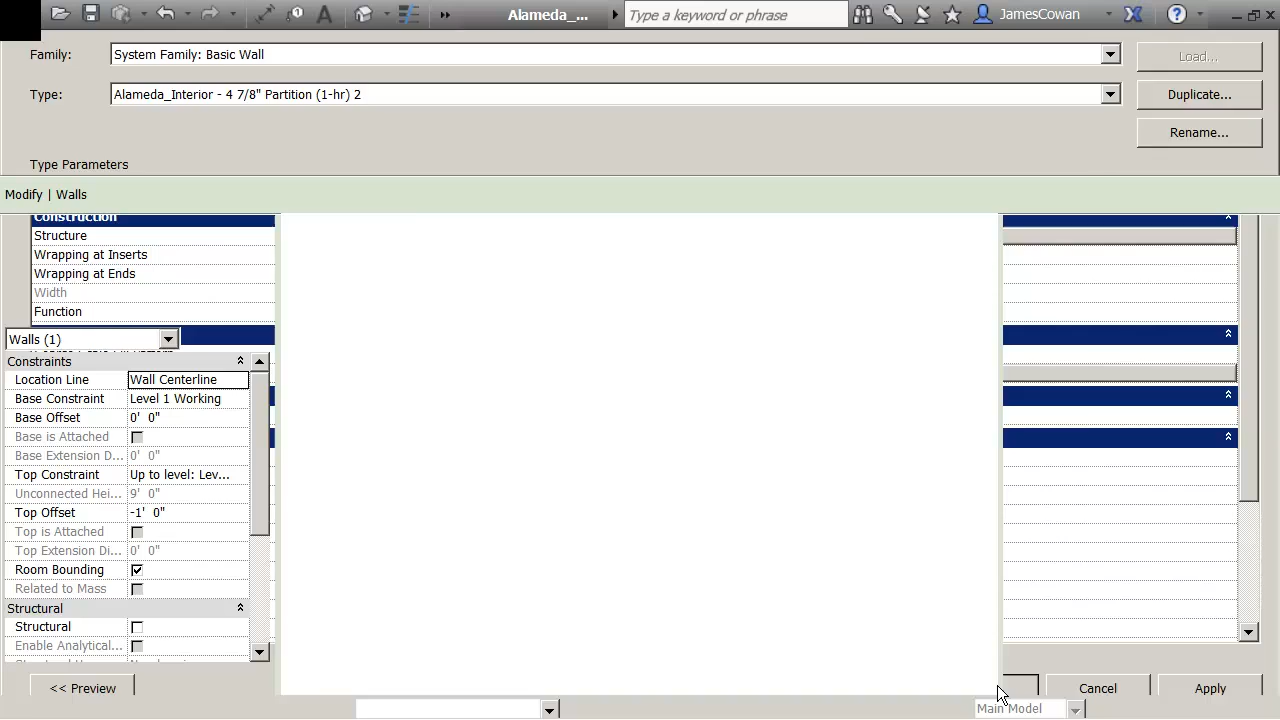 Alameda_...
Type a keyword or phrase
JamesCowan
Family:
System Family: Basic Wall
Load...
Type:
Alameda_Interior - 4 7/8" Partition (1-hr) 2
Duplicate...
Rename...
Type Parameters
Modify | Walls
Construction
Structure
Wrapping at Inserts
Wrapping at Ends
Width
Function
Walls (1)
Constraints
Location Line Wall Centerline
Base Constraint Level 1 Working
Base Offset 0' 0"
Base is Attached
Base Extension D... 0' 0"
Top Constraint Up to level: Lev...
Unconnected Hei... 9' 0"
Top Offset -1' 0"
Top is Attached
Top Extension Di... 0' 0"
Room Bounding
Related to Mass
Structural
Structural
Enable Analytical...
<< Preview
Cancel
Apply
Main Model